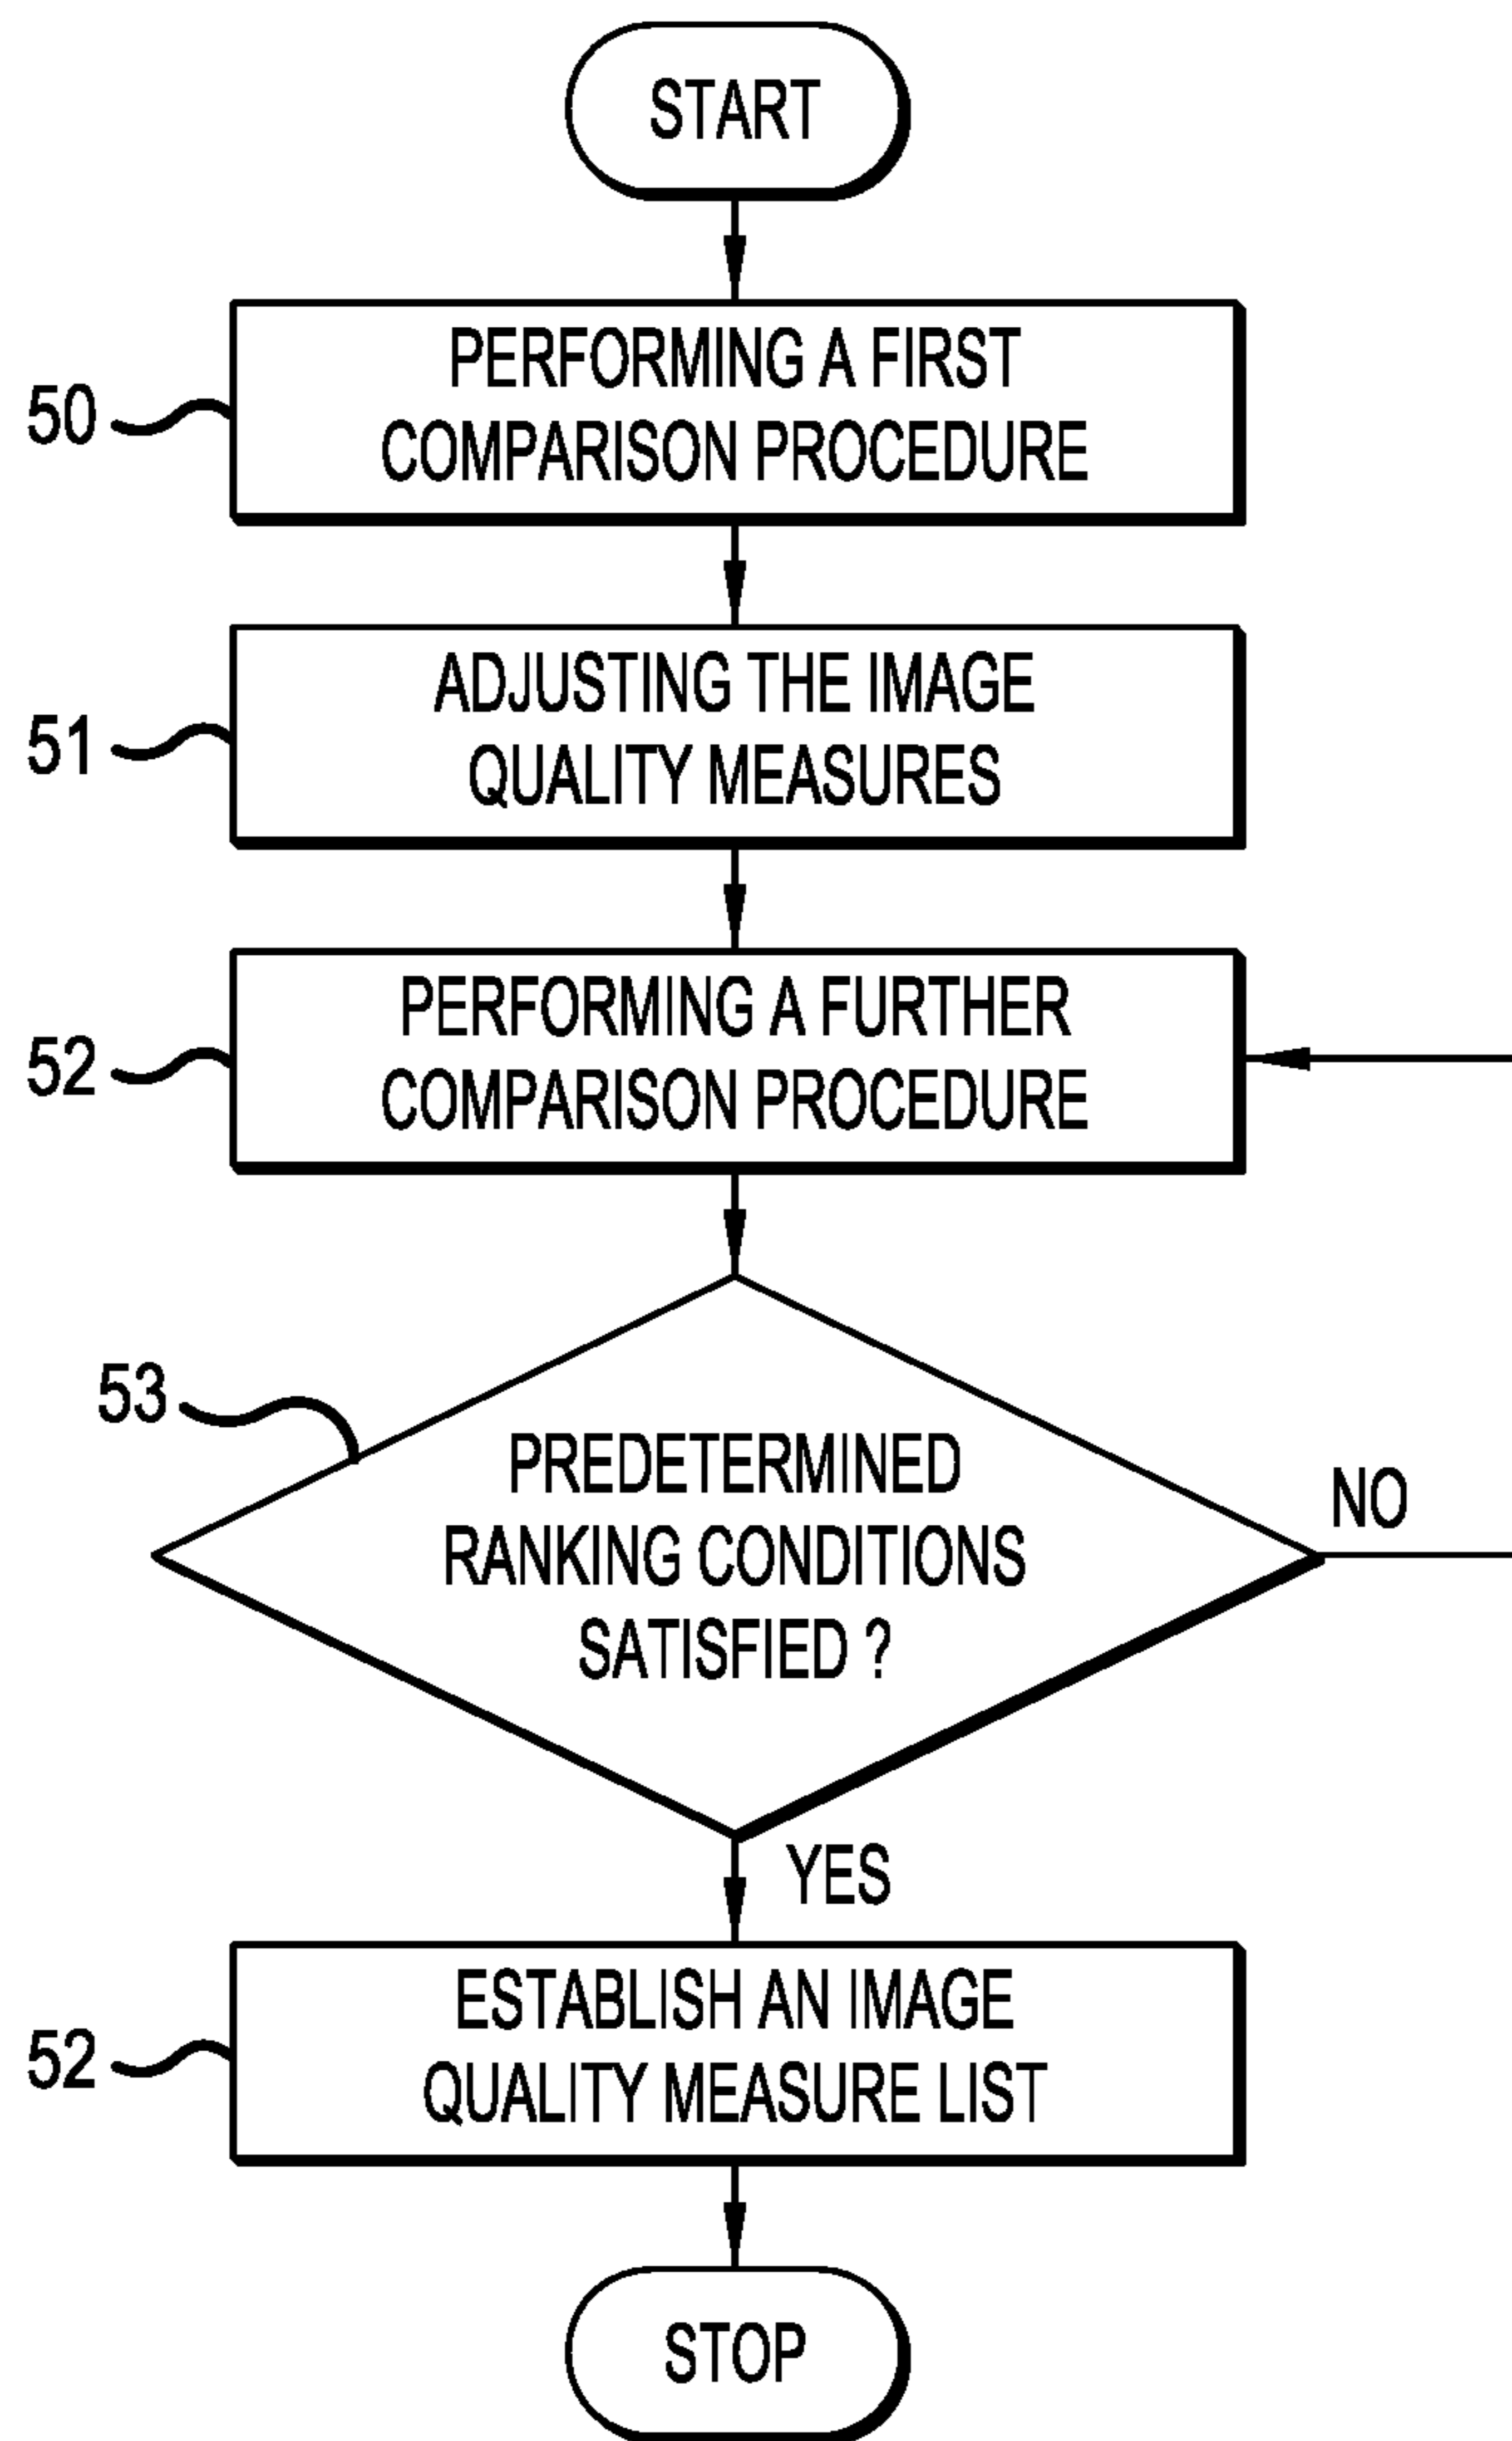 START
50
PERFORMING A FIRST
COMPARISON PROCEDURE
51
ADJUSTING THE IMAGE
QUALITY MEASURES
52
PERFORMING A FURTHER
COMPARISON PROCEDURE
53
PREDETERMINED
RANKING CONDITIONS
SATISFIED ?
NO
YES
52
ESTABLISH AN IMAGE
QUALITY MEASURE LIST
STOP